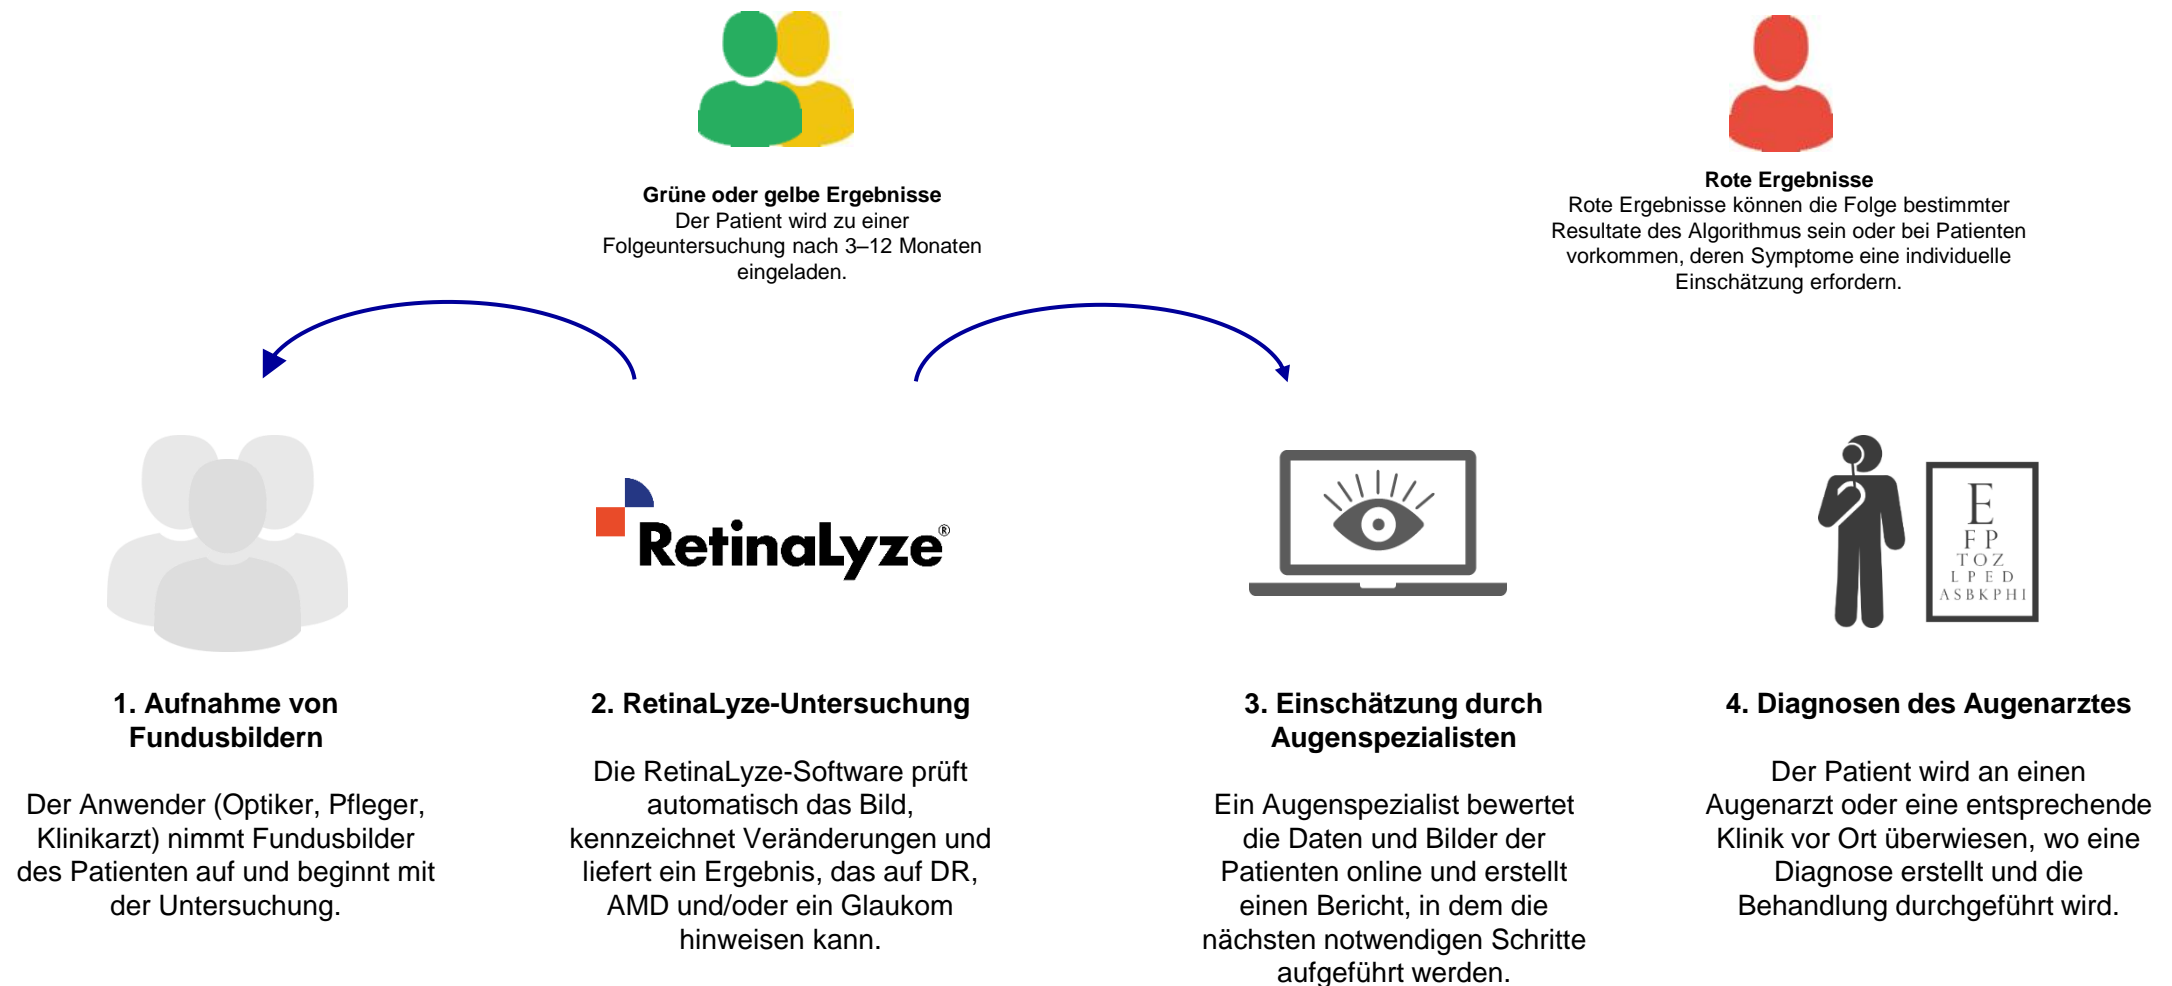 Grüne oder gelbe Ergebnisse
Der Patient wird zu einer
Folgeuntersuchung nach 3–12 Monaten
eingeladen.
Rote Ergebnisse
Rote Ergebnisse können die Folge bestimmter
Resultate des Algorithmus sein oder bei Patienten
vorkommen, deren Symptome eine individuelle
Einschätzung erfordern.
RetinaLyze®
E
FP
TOZ
LPED
ASBKPHI
1. Aufnahme von
Fundusbildern
Der Anwender (Optiker, Pfleger,
Klinikarzt) nimmt Fundusbilder
des Patienten auf und beginnt mit
der Untersuchung.
2. RetinaLyze-Untersuchung
Die RetinaLyze-Software prüft
automatisch das Bild,
kennzeichnet Veränderungen und
liefert ein Ergebnis, das auf DR,
AMD und/oder ein Glaukom
hinweisen kann.
3. Einschätzung durch
Augenspezialisten
Ein Augenspezialist bewertet
die Daten und Bilder der
Patienten online und erstellt
einen Bericht, in dem die
nächsten notwendigen Schritte
aufgeführt werden.
4. Diagnosen des Augenarztes
Der Patient wird an einen
Augenarzt oder eine entsprechende
Klinik vor Ort überwiesen, wo eine
Diagnose erstellt und die
Behandlung durchgeführt wird.